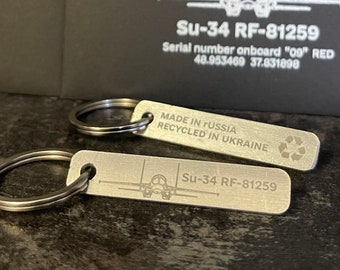 Su-34 RF-81259
Serial number onboard "09" RED
48.953469 37.831898
MADE IN rUSSIA
RECYCLED IN UKRAINE
Su-34 RF-81259